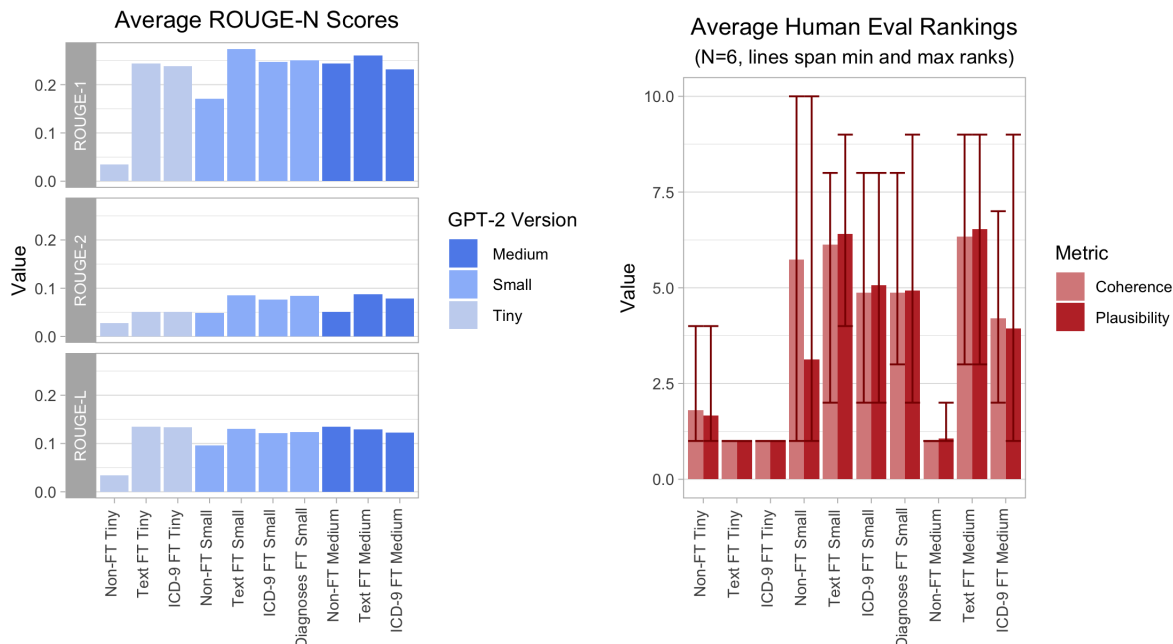 Average ROUGE-N Scores
Value
ROUGE-1
0.2
0.1
0.0
ROUGE-2
0.2
0.1
0.0
ROUGE-L
0.2
0.1
0.0
Non-FT Tiny
Text FT Tiny
ICD-9 FT Tiny
Non-FT Small
Text FT Small
ICD-9 FT Small
Diagnoses FT Small
Non-FT Medium
Text FT Medium
ICD-9 FT Medium
GPT-2 Version
Medium
Small
Tiny
Average Human Eval Rankings
(N=6, lines span min and max ranks)
Value
10.0
7.5
5.0
2.5
0.0
Non-FT Tiny
Text FT Tiny
ICD-9 FT Tiny
Non-FT Small
Text FT Small
ICD-9 FT Small
Diagnoses FT Small
Non-FT Medium
Text FT Medium
ICD-9 FT Medium
Metric
Coherence
Plausibility